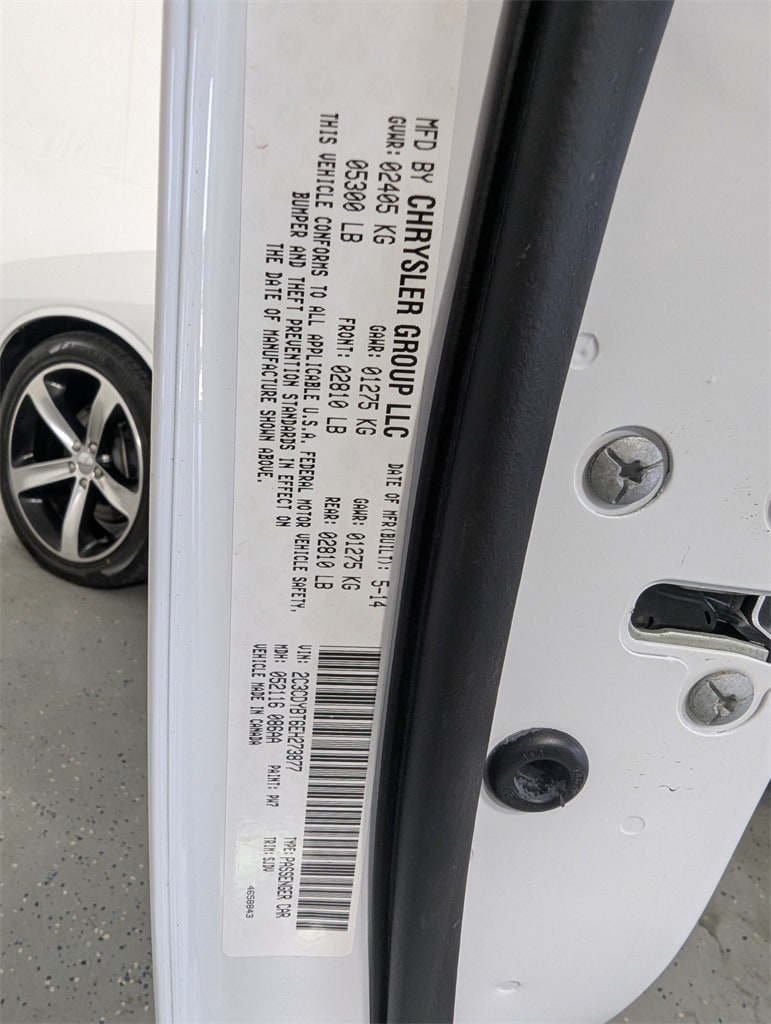 MFD BY CHRYSLER GROUP LLC
DATE OF MFR(BUILT): 5-14
GVWR: 02405 KG
GAWR: 01275 KG
GAWR: 01275 KG
05300 LB
FRONT: 02810 LB
REAR: 02810 LB
THIS VEHICLE CONFORMS TO ALL APPLICABLE U.S.A. FEDERAL MOTOR VEHICLE SAFETY,
BUMPER AND THEFT PREVENTION STANDARDS IN EFFECT ON
THE DATE OF MANUFACTURE SHOWN ABOVE.
VIN: 2C3CDYBT6EH273877
TYPE: PASSENGER CAR
MDH: 052116 086AA
PAINT: PW7
TRIM: SJDV
VEHICLE MADE IN CANADA
4658843